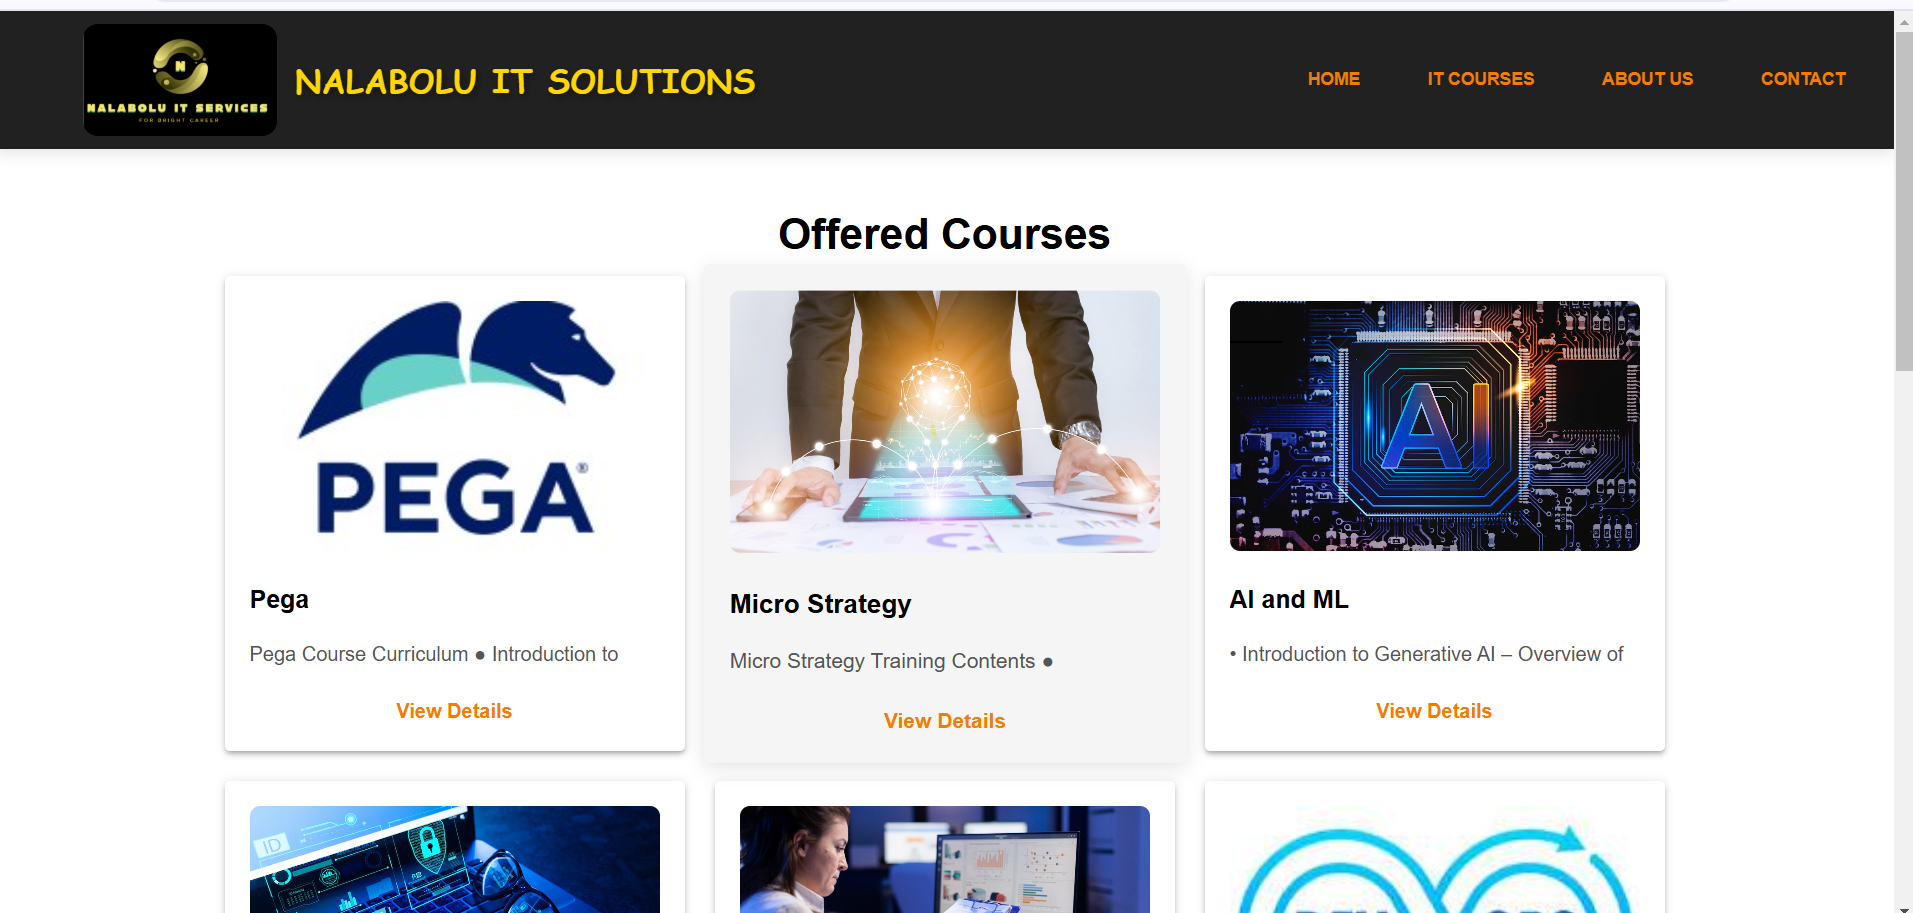 N
NALABOLU IT SERVICES
FOR BRIGHT CAREER
NALABOLU IT SOLUTIONS
HOME
IT COURSES
ABOUT US
CONTACT
Offered Courses
PEGA®
AI
Pega
Micro Strategy
AI and ML
Pega Course Curriculum ● Introduction to
Micro Strategy Training Contents ●
• Introduction to Generative AI – Overview of
View Details
View Details
View Details
ID